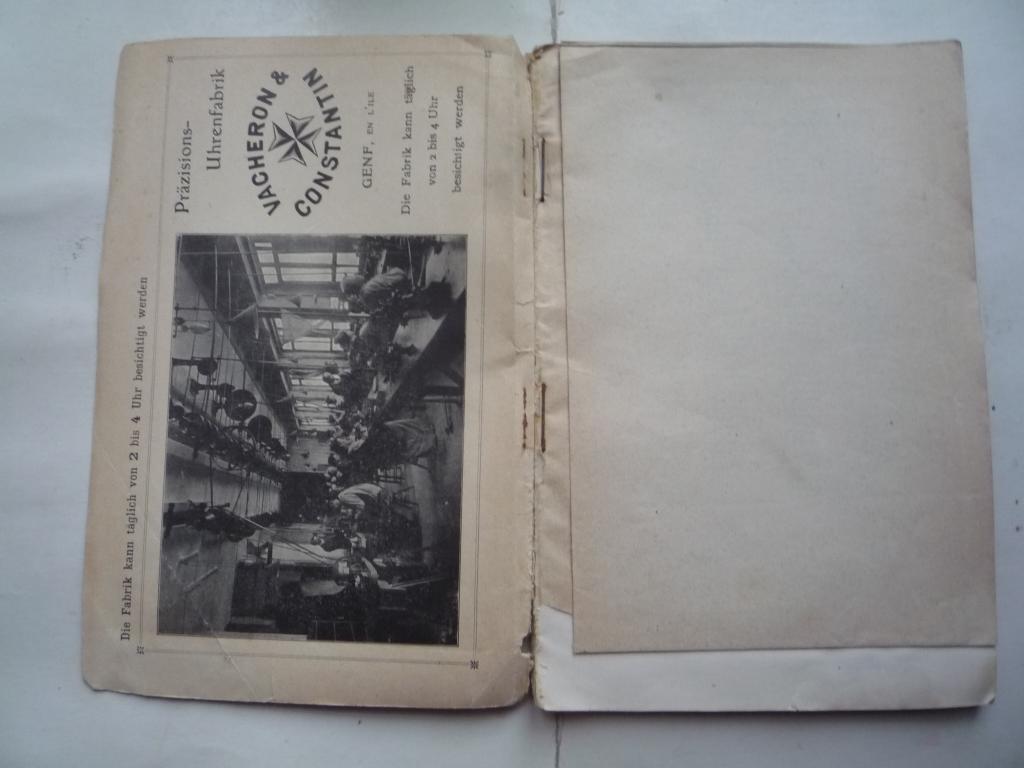 Die Fabrik kann täglich von 2 bis 4 Uhr besichtigt werden
Präzisions-
Uhrenfabrik
VACHERON &
CONSTANTIN
GENF, EN L'ILE
Die Fabrik kann täglich
von 2 bis 4 Uhr
besichtigt werden